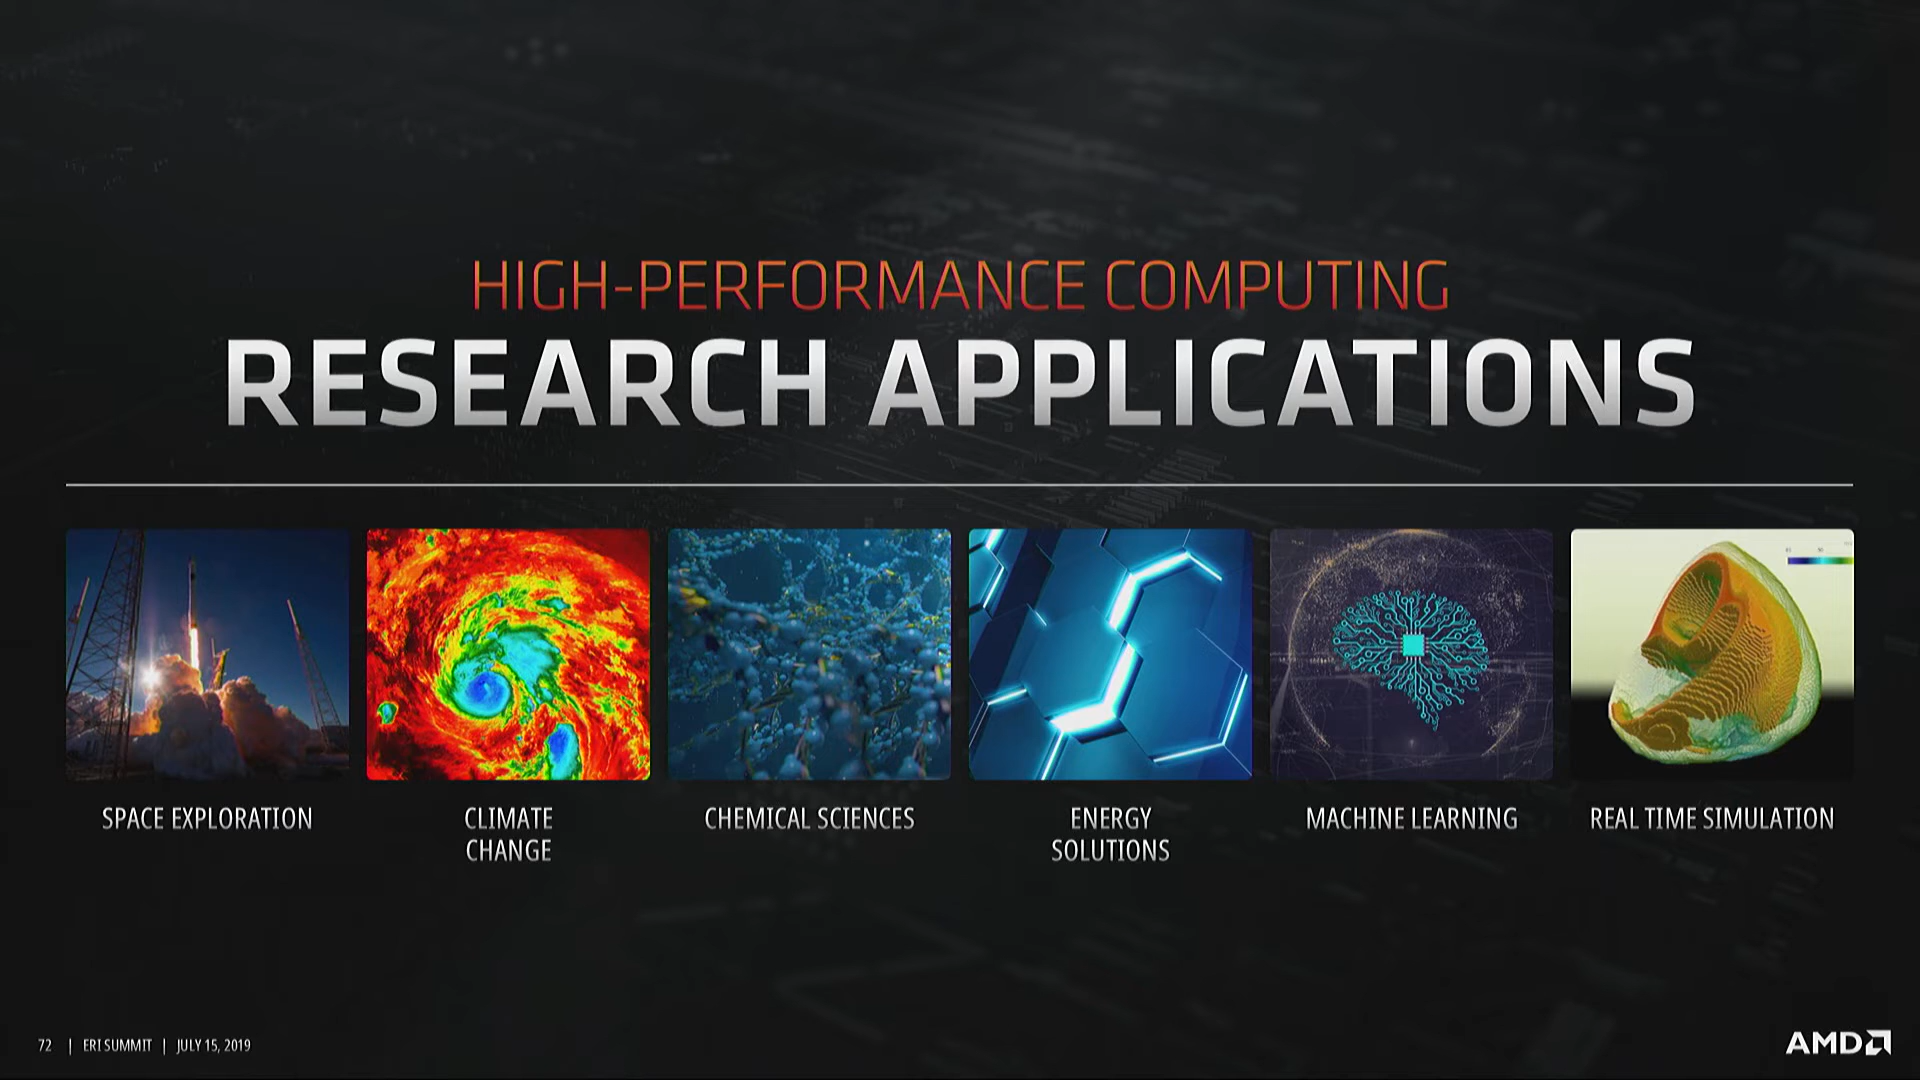 HIGH-PERFORMANCE COMPUTING
RESEARCH APPLICATIONS
SPACE EXPLORATION
CLIMATE
CHANGE
CHEMICAL SCIENCES
ENERGY
SOLUTIONS
MACHINE LEARNING
REAL TIME SIMULATION
72 | ERI SUMMIT | JULY 15, 2019
AMD